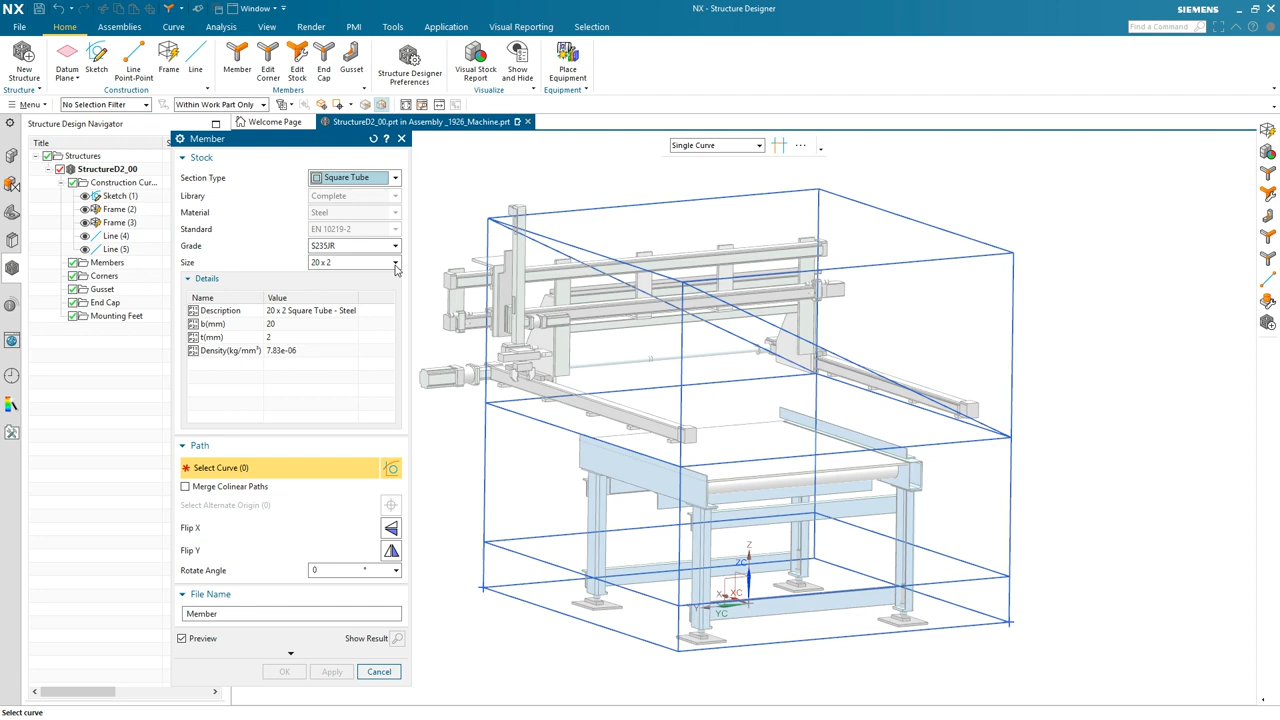 NX
Window
NX - Structure Designer
SIEMENS
File
Home
Assemblies
Curve
Analysis
View
Render
PMI
Tools
Application
Visual Reporting
Selection
Find a Command
New Structure
Datum Plane
Sketch
Line Point-Point
Frame
Line
Member
Edit Corner
Edit Stock
End Cap
Gusset
Structure Designer Preferences
Visual Stock Report
Show and Hide
Place Equipment
Structure
Construction
Members
Visualize
Equipment
Menu
No Selection Filter
Within Work Part Only
Structure Design Navigator
Welcome Page
StructureD2_00.prt in Assembly _1926_Machine.prt
Title
S
Structures
StructureD2_00
Construction Cur...
Sketch (1)
Frame (2)
Frame (3)
Line (4)
Line (5)
Members
Corners
Gusset
End Cap
Mounting Feet
Member
Stock
Section Type
Square Tube
Library
Complete
Material
Steel
Standard
EN 10219-2
Grade
S235JR
Size
20 x 2
Details
Name
Value
Description
20 x 2 Square Tube - Steel
b(mm)
20
t(mm)
2
Density(kg/mm³)
7.83e-06
Path
* Select Curve (0)
Merge Colinear Paths
Select Alternate Origin (0)
Flip X
Flip Y
Rotate Angle
0
°
File Name
Member
Preview
Show Result
OK
Apply
Cancel
Single Curve
Z
ZC
X
XC
Y
YC
Select curve